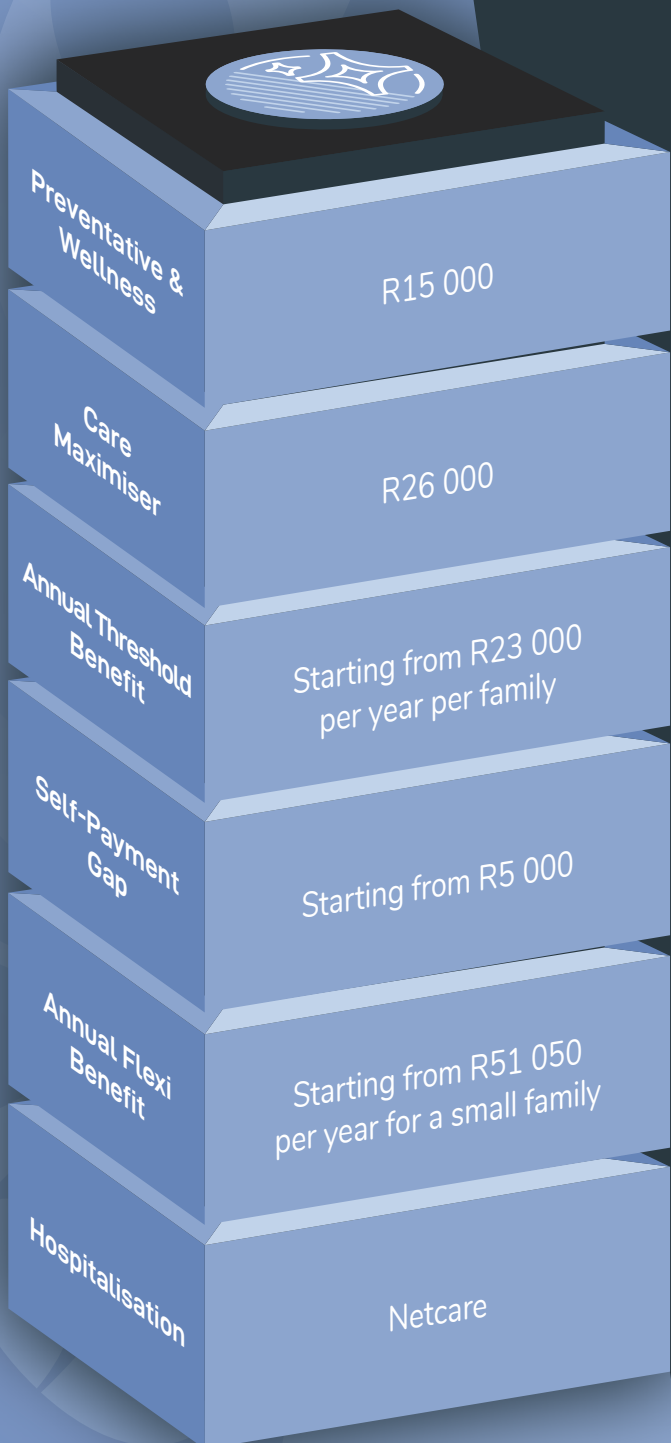 Preventative &
Wellness
R15 000
Care
Maximiser
R26 000
Annual Threshold
Benefit
Starting from R23 000
per year per family
Self-Payment
Gap
Starting from R5 000
Annual Flexi
Benefit
Starting from R51 050
per year for a small family
Hospitalisation
Netcare